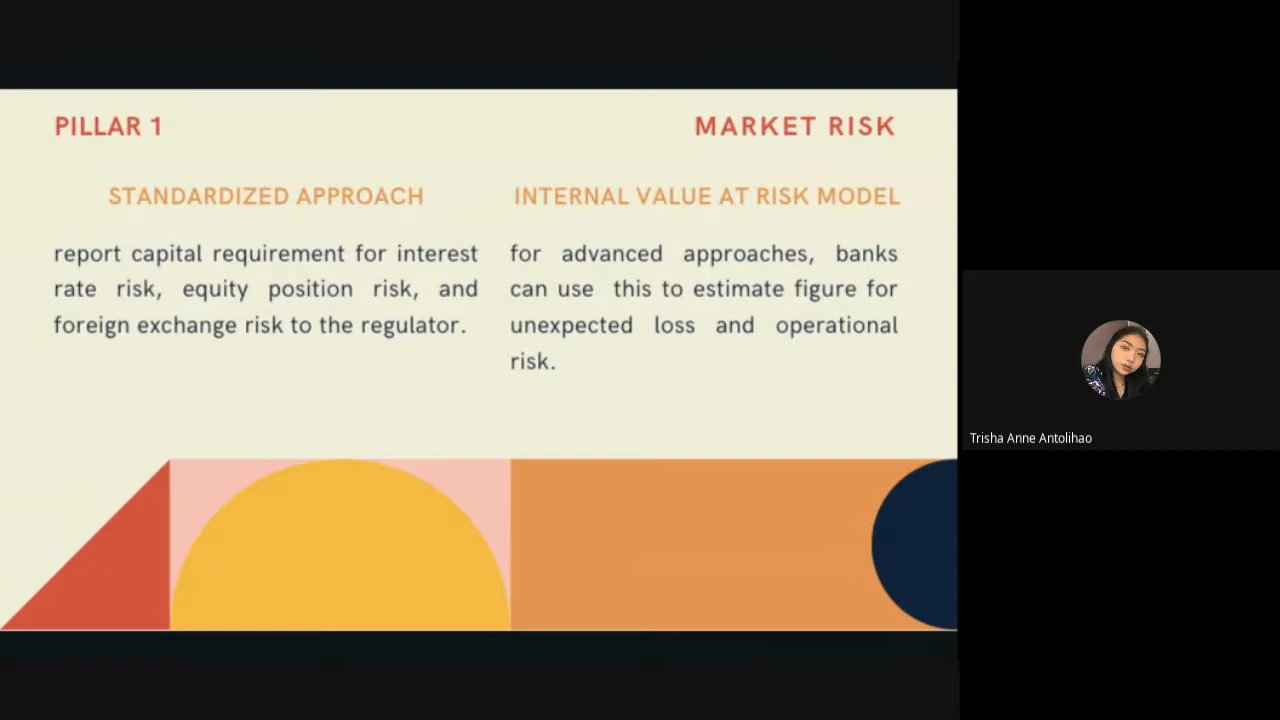 PILLAR 1
MARKET RISK
STANDARDIZED APPROACH
report capital requirement for interest
rate risk, equity position risk, and
foreign exchange risk to the regulator.
INTERNAL VALUE AT RISK MODEL
for advanced approaches, banks
can use this to estimate figure for
unexpected loss and operational
risk.
Trisha Anne Antolihao